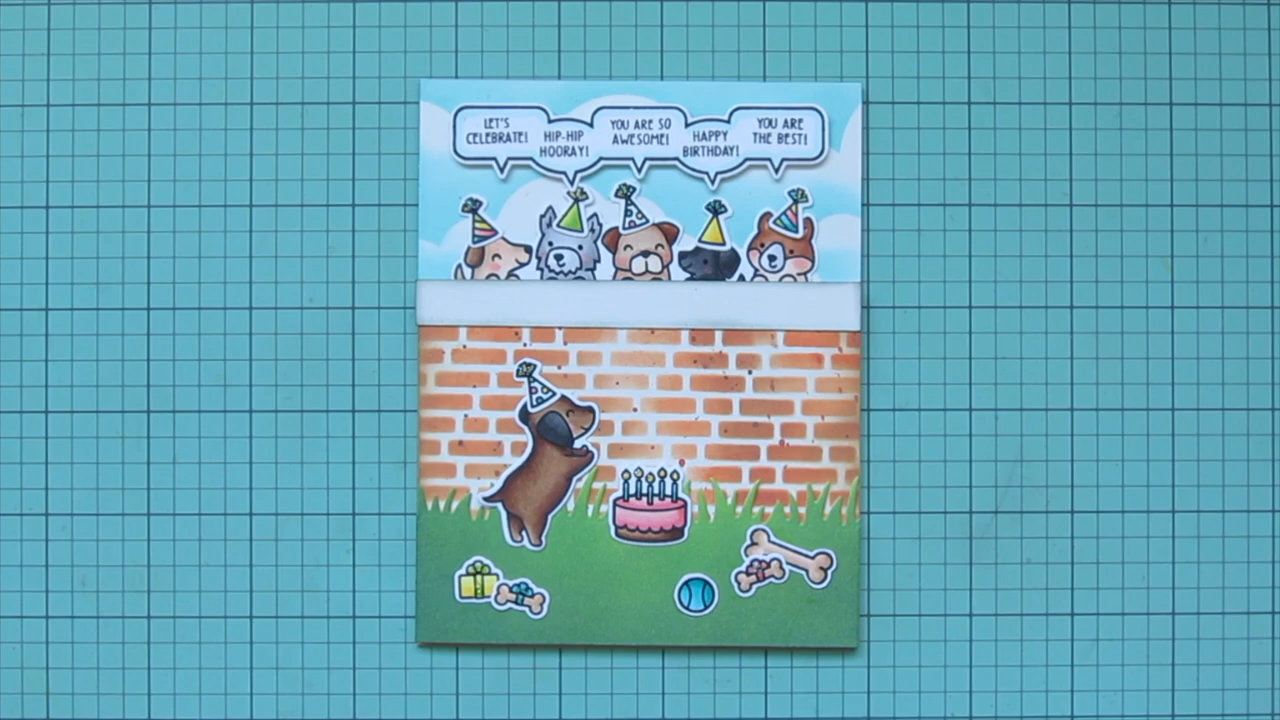 LET'S
CELEBRATE!
HIP-HIP
HOORAY!
YOU ARE SO
AWESOME!
HAPPY
BIRTHDAY!
YOU ARE
THE BEST!